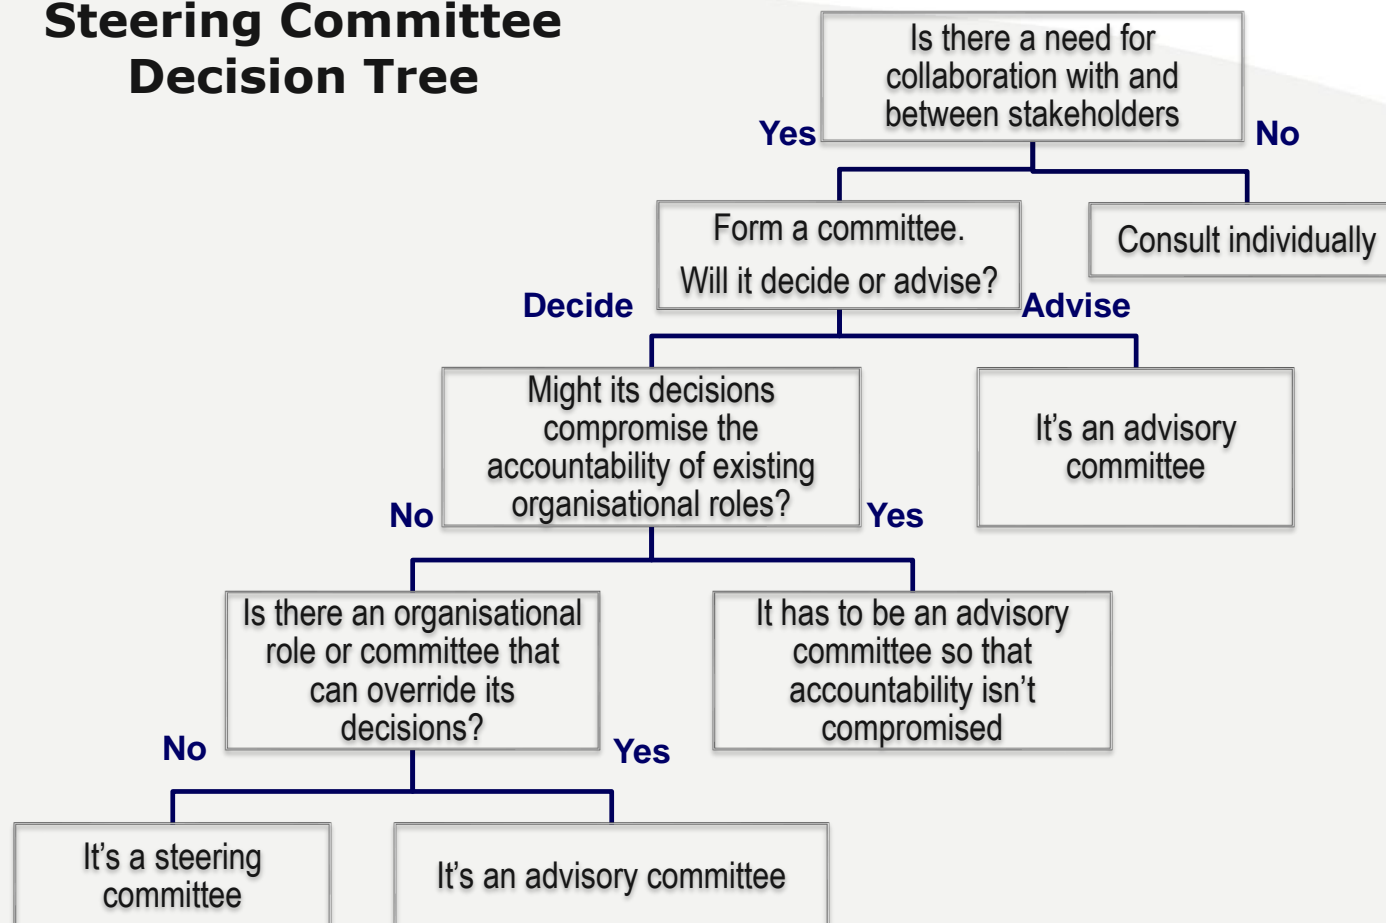 Steering Committee
Decision Tree
Is there a need for
collaboration with and
between stakeholders
Yes
No
Form a committee.
Will it decide or advise?
Consult individually
Decide
Advise
Might its decisions
compromise the
accountability of existing
organisational roles?
It’s an advisory
committee
No
Yes
Is there an organisational
role or committee that
can override its
decisions?
It has to be an advisory
committee so that
accountability isn’t
compromised
No
Yes
It’s a steering
committee
It’s an advisory committee